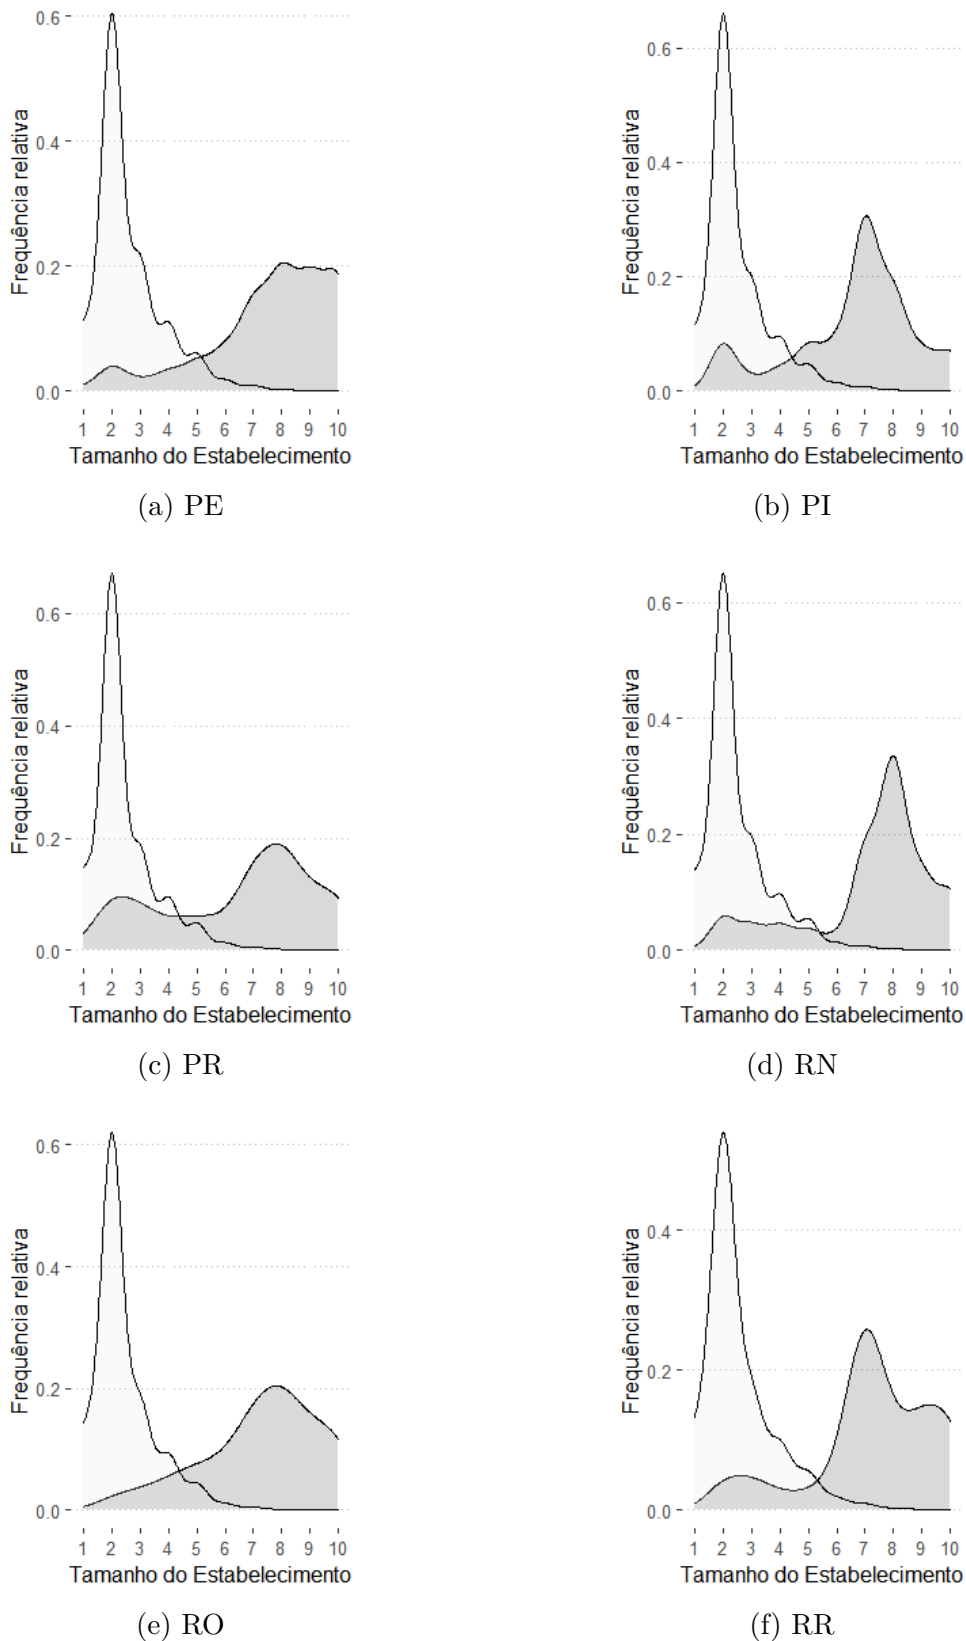 0.6
0.4
0.2
0.0
Frequência relativa
1 2 3 4 5 6 7 8 9 10
Tamanho do Estabelecimento
(a) PE
0.6
0.4
0.2
0.0
Frequência relativa
1 2 3 4 5 6 7 8 9 10
Tamanho do Estabelecimento
(b) PI
0.6
0.4
0.2
0.0
Frequência relativa
1 2 3 4 5 6 7 8 9 10
Tamanho do Estabelecimento
(c) PR
0.6
0.4
0.2
0.0
Frequência relativa
1 2 3 4 5 6 7 8 9 10
Tamanho do Estabelecimento
(d) RN
0.6
0.4
0.2
0.0
Frequência relativa
1 2 3 4 5 6 7 8 9 10
Tamanho do Estabelecimento
(e) RO
0.4
0.2
0.0
Frequência relativa
1 2 3 4 5 6 7 8 9 10
Tamanho do Estabelecimento
(f) RR